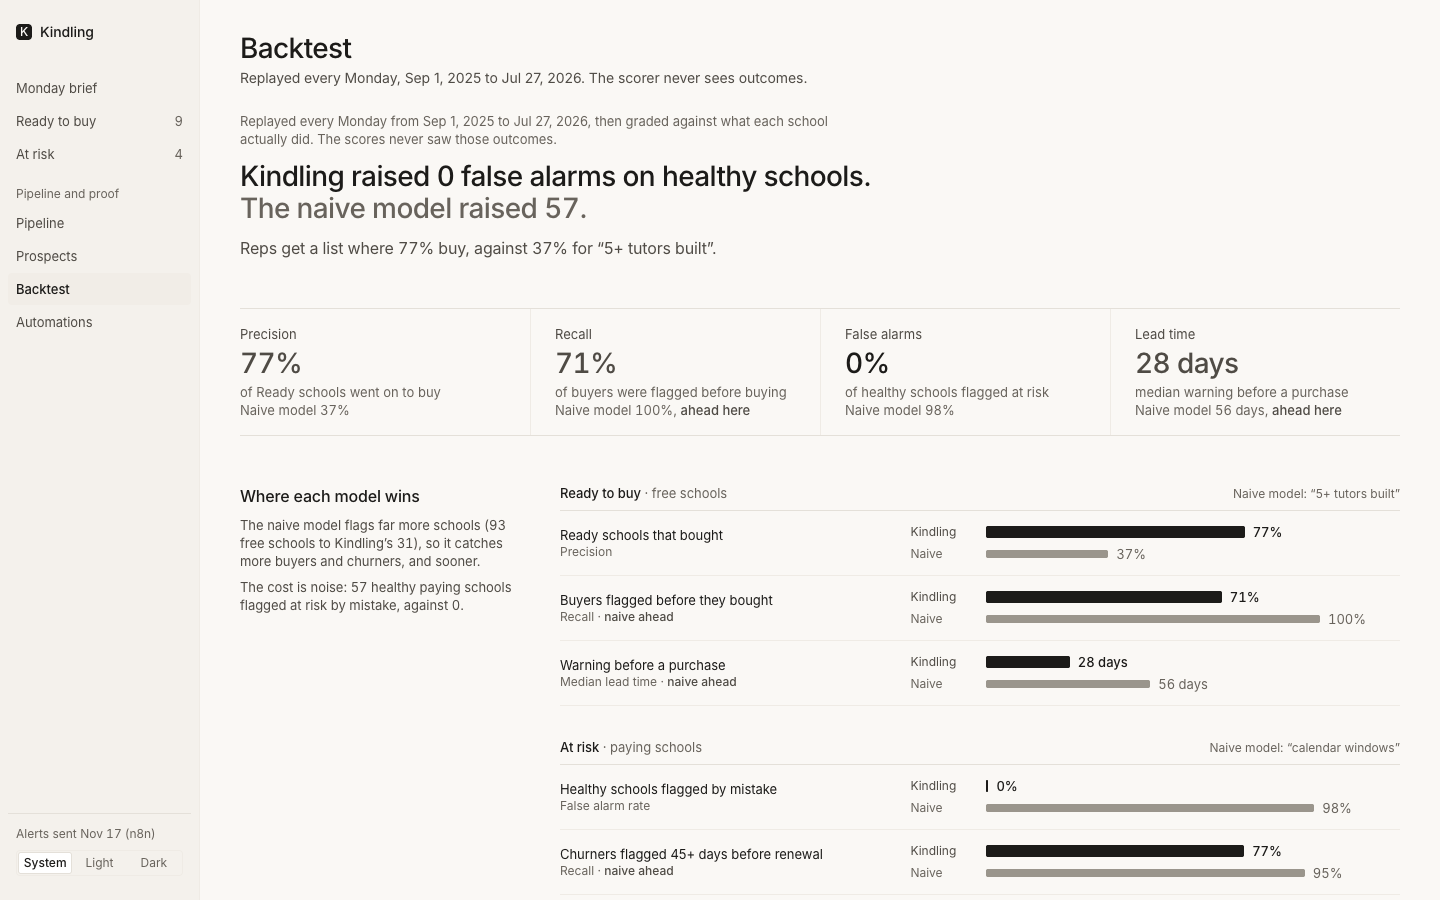 K Kindling
Monday brief
Ready to buy 9
At risk 4
Pipeline and proof
Pipeline
Prospects
Backtest
Automations
Alerts sent Nov 17 (n8n)
System Light Dark
Backtest
Replayed every Monday, Sep 1, 2025 to Jul 27, 2026. The scorer never sees outcomes.
Replayed every Monday from Sep 1, 2025 to Jul 27, 2026, then graded against what each school
actually did. The scores never saw those outcomes.
Kindling raised 0 false alarms on healthy schools.
The naive model raised 57.
Reps get a list where 77% buy, against 37% for “5+ tutors built”.
Precision
77%
of Ready schools went on to buy
Naive model 37%
Recall
71%
of buyers were flagged before buying
Naive model 100%, ahead here
False alarms
0%
of healthy schools flagged at risk
Naive model 98%
Lead time
28 days
median warning before a purchase
Naive model 56 days, ahead here
Where each model wins
The naive model flags far more schools (93
free schools to Kindling’s 31), so it catches
more buyers and churners, and sooner.
The cost is noise: 57 healthy paying schools
flagged at risk by mistake, against 0.
Ready to buy · free schools
Naive model: “5+ tutors built”
Ready schools that bought
Precision
Kindling 77%
Naive 37%
Buyers flagged before they bought
Recall · naive ahead
Kindling 71%
Naive 100%
Warning before a purchase
Median lead time · naive ahead
Kindling 28 days
Naive 56 days
At risk · paying schools
Naive model: “calendar windows”
Healthy schools flagged by mistake
False alarm rate
Kindling 0%
Naive 98%
Churners flagged 45+ days before renewal
Recall · naive ahead
Kindling 77%
Naive 95%